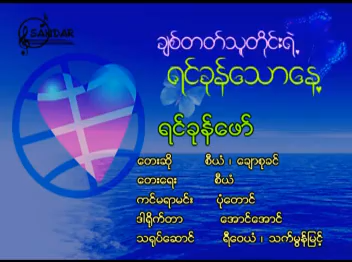 SANDAR
ချစ်တတ်သူတိုင်းရဲ့
ရင်ခုန်သောနေ့
ရင်ခုန်ဖော်
တေးဆို စီယံ ၊ ချောစုခင်
တေးရေး စီယံ
ကင်မရာမင်း ပုံတောင်
ဒါရိုက်တာ အောင်အောင်
သရုပ်ဆောင် ရီဝေယံ ၊ သက်မွန်မြင့်